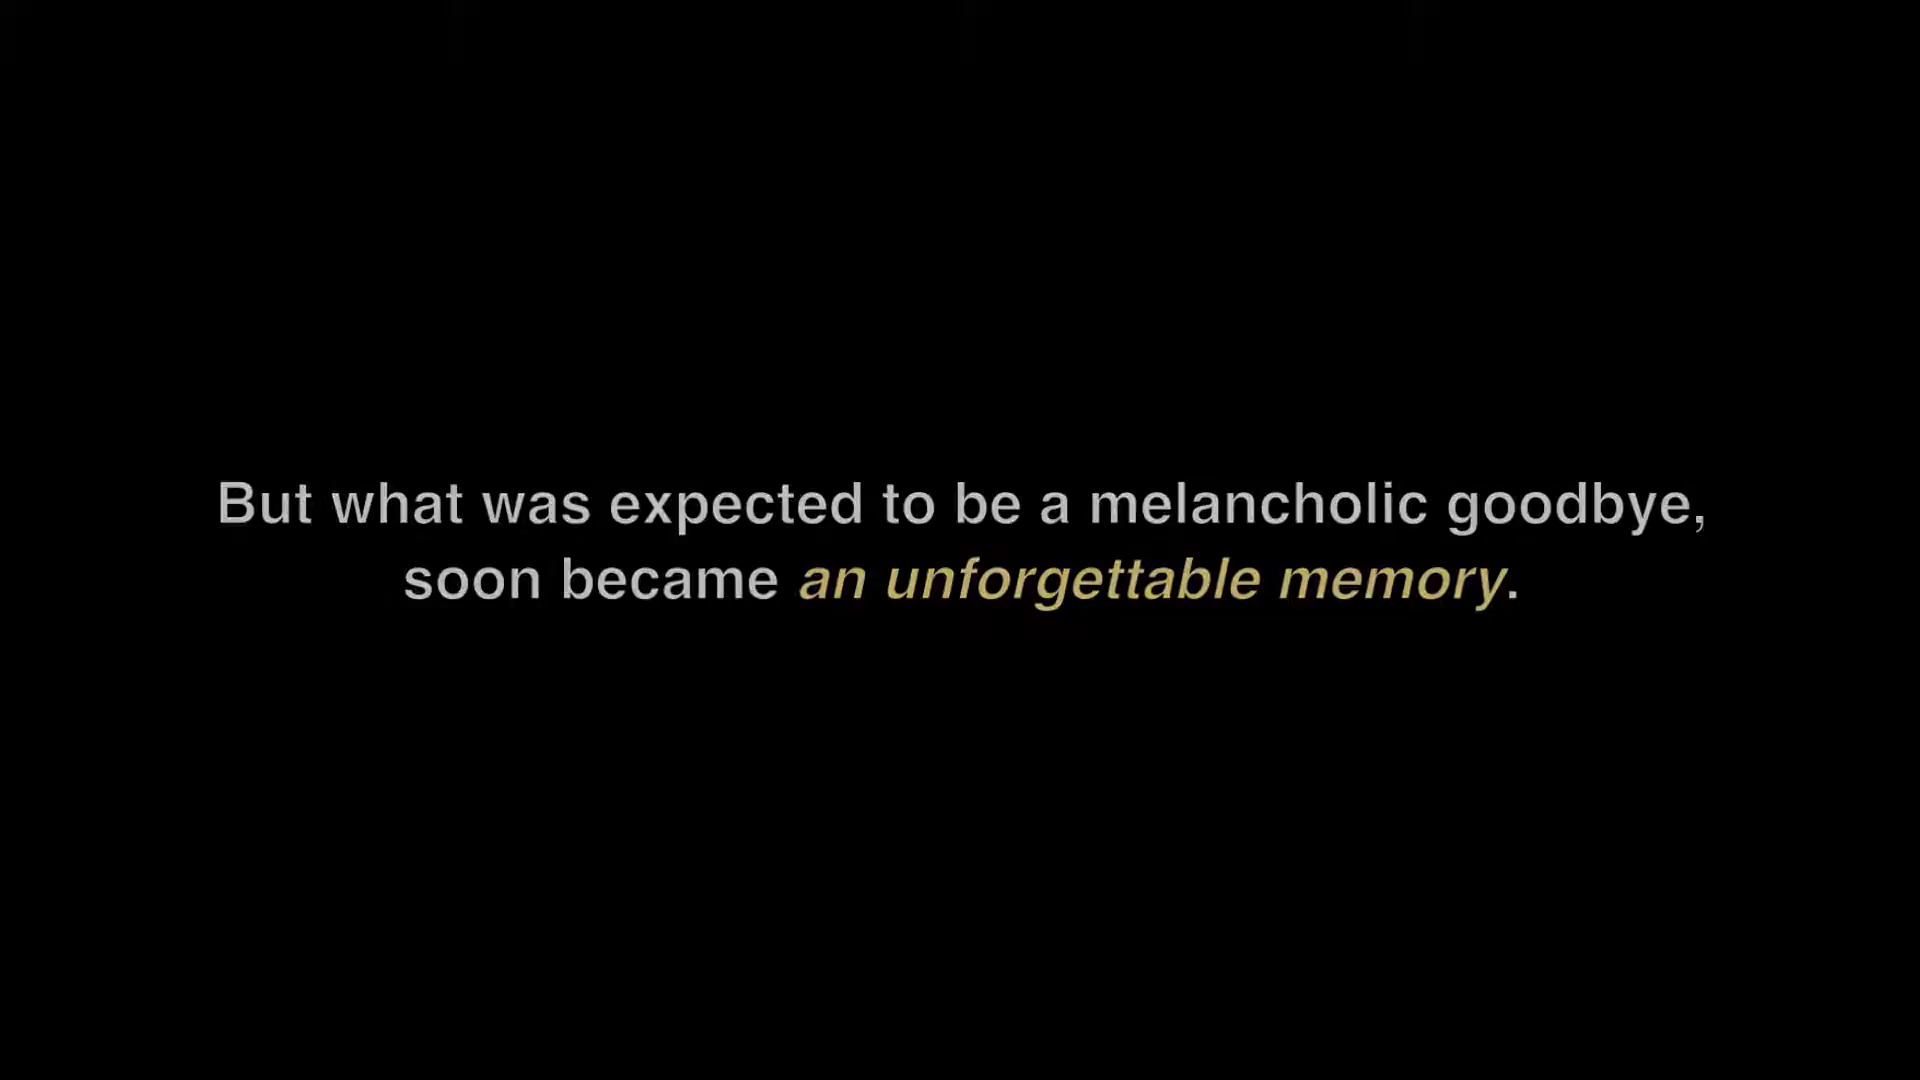 But what was expected to be a melancholic goodbye,
soon became an unforgettable memory.